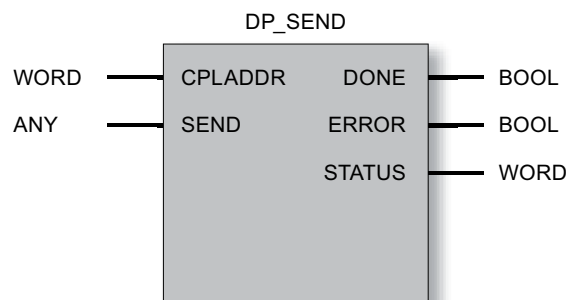 DP_SEND
WORD CPLADDR DONE BOOL
ANY SEND ERROR BOOL
STATUS WORD